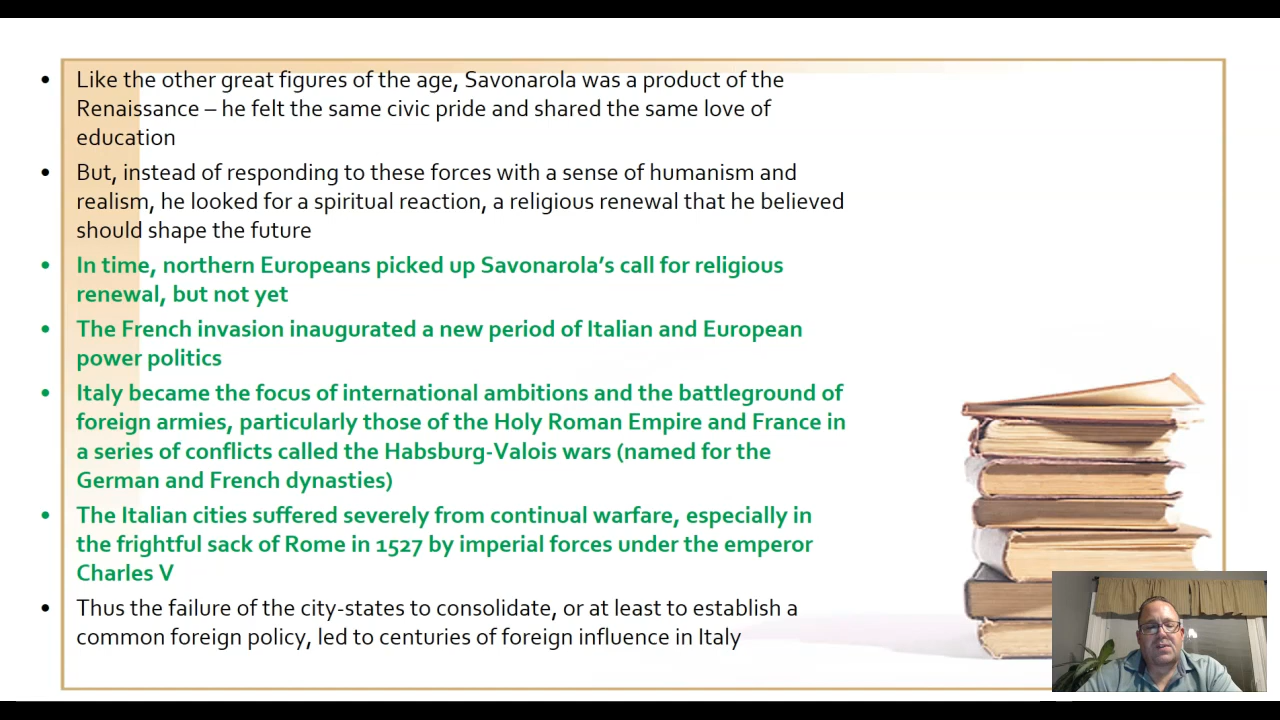 • Like the other great figures of the age, Savonarola was a product of the
Renaissance – he felt the same civic pride and shared the same love of
education
• But, instead of responding to these forces with a sense of humanism and
realism, he looked for a spiritual reaction, a religious renewal that he believed
should shape the future
• In time, northern Europeans picked up Savonarola’s call for religious
renewal, but not yet
• The French invasion inaugurated a new period of Italian and European
power politics
• Italy became the focus of international ambitions and the battleground of
foreign armies, particularly those of the Holy Roman Empire and France in
a series of conflicts called the Habsburg-Valois wars (named for the
German and French dynasties)
• The Italian cities suffered severely from continual warfare, especially in
the frightful sack of Rome in 1527 by imperial forces under the emperor
Charles V
• Thus the failure of the city-states to consolidate, or at least to establish a
common foreign policy, led to centuries of foreign influence in Italy